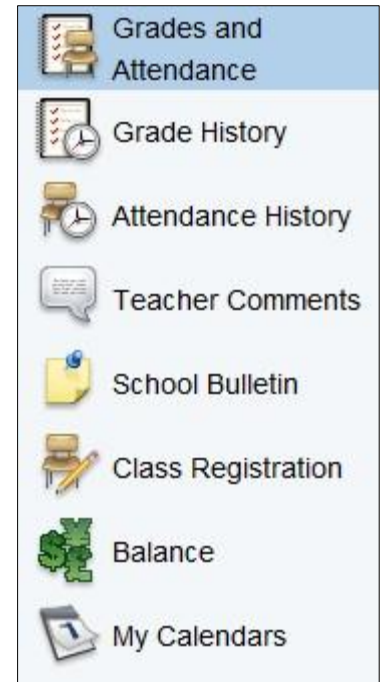 Grades and
Attendance
Grade History
Attendance History
Teacher Comments
School Bulletin
Class Registration
Balance
My Calendars